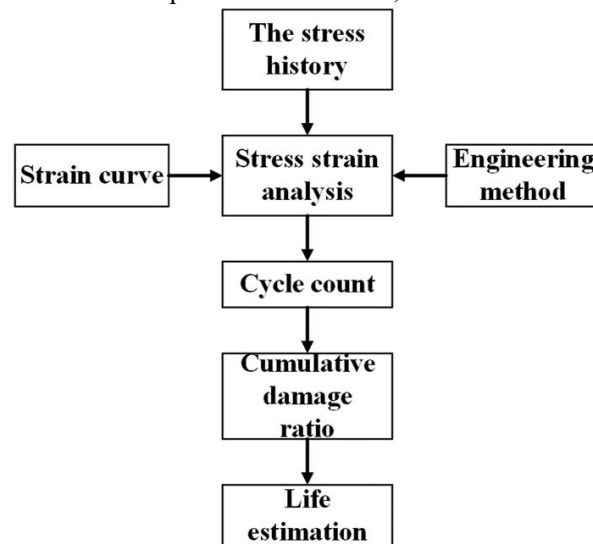 The stress
history
Strain curve
Stress strain
analysis
Engineering
method
Cycle count
Cumulative
damage
ratio
Life
estimation